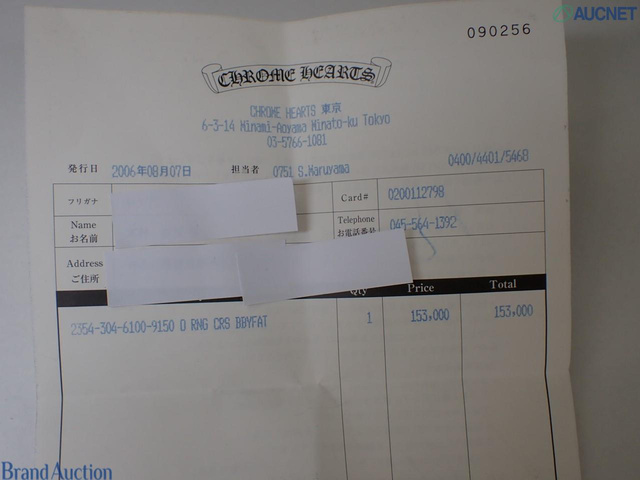 AUCNET
090256
CHROME HEARTS
CHROME HEARTS 東京
6-3-14 Minami-Aoyama Minato-ku Tokyo
03-5766-1081
発行日 2006年08月07日 担当者 0751 S.Maruyama 0400/4401/5468
フリガナ Card# 0200112798
Name お名前 Telephone お電話番号 045-564-1392
Address
ご住所
Qty Price Total
2354-304-6100-9150 O RNG CRS BBYFAT 1 153,000 153,000
Brand Auction